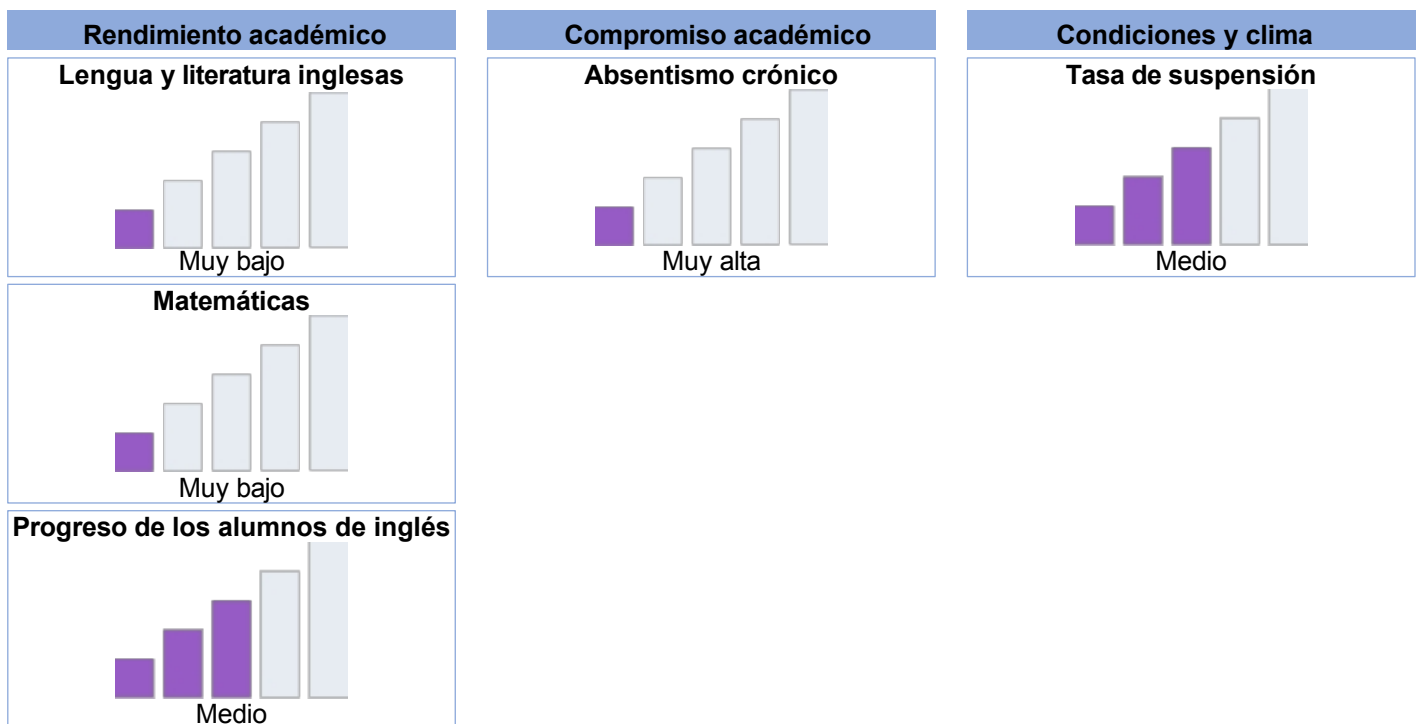 Rendimiento académico
Lengua y literatura inglesas
Muy bajo
Matemáticas
Muy bajo
Progreso de los alumnos de inglés
Medio
Compromiso académico
Absentismo crónico
Muy alta
Condiciones y clima
Tasa de suspensión
Medio